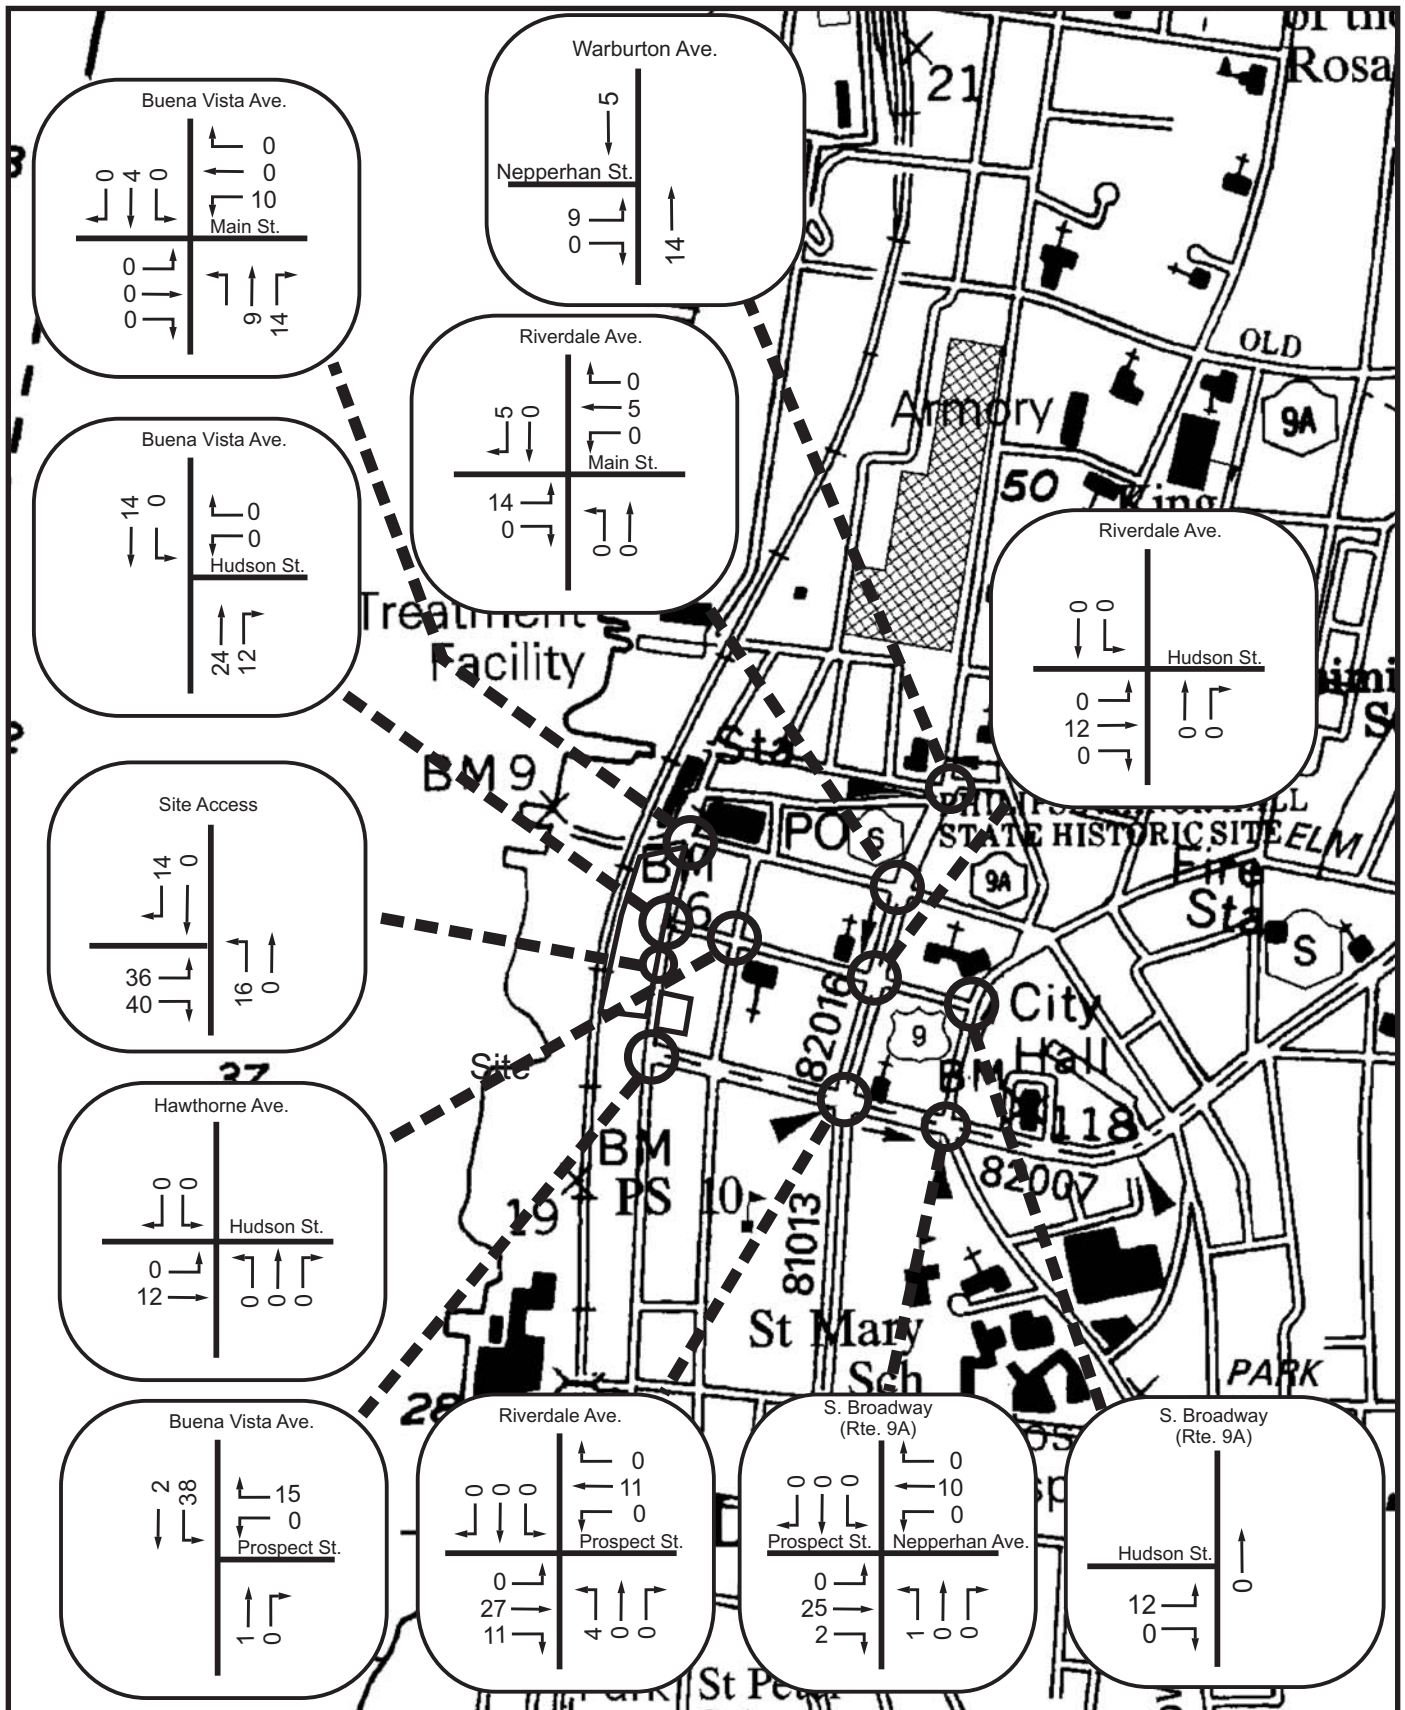 of the
Rosa
21
Warburton Ave.
5
Nepperhan St.
9
0
14
Buena Vista Ave.
0
0
10
0 4 0
Main St.
0
0
0
9
14
Riverdale Ave.
0
5
0
5 0
Main St.
14
0
0 0
OLD
9A
Armory
50
King
Buena Vista Ave.
14 0
0
0
Hudson St.
24 12
Riverdale Ave.
0 0
Hudson St.
0
12
0
0 0
Treatment
Facility
Sta
BM 9
PO
S
STATE HISTORIC SITE
ELM
9A
Fire
Sta
S
BM
6
Site Access
14 0
36
40
16 0
82016
9
City
Hall
BM
118
82007
Site
37
Hawthorne Ave.
0 0
Hudson St.
0
12
0 0 0
BM
19
PS 10
81013
St Mary
Sch
PARK
28
Buena Vista Ave.
2 38
15
0
Prospect St.
1 0
Riverdale Ave.
0
11
0
0 0 0
Prospect St.
0
27
11
4 0 0
S. Broadway
(Rte. 9A)
0
10
0
0 0 0
Prospect St. Nepperhan Ave.
0
25
2
1 0 0
S. Broadway
(Rte. 9A)
Hudson St.
12
0
0
St Peter